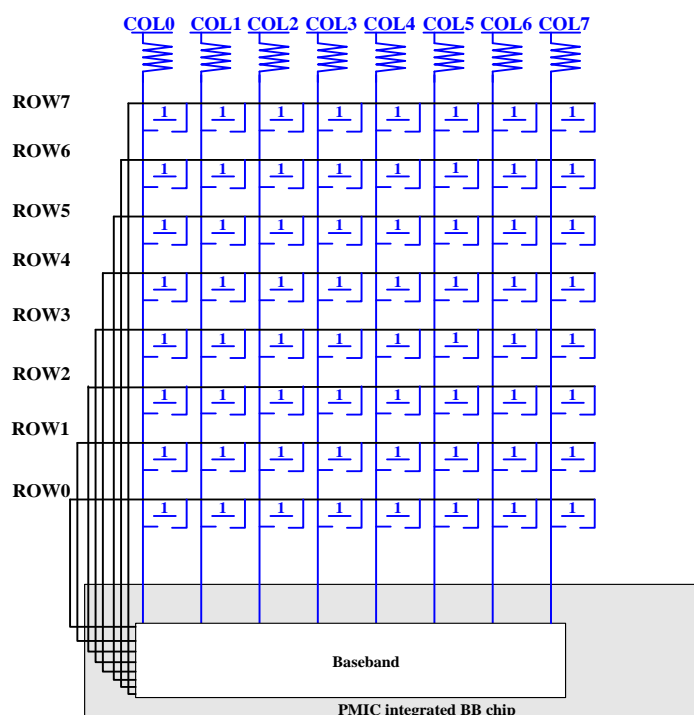 COL0 COL1 COL2 COL3 COL4 COL5 COL6 COL7
ROW7 1 1 1 1 1 1 1 1
ROW6 1 1 1 1 1 1 1 1
ROW5 1 1 1 1 1 1 1 1
ROW4 1 1 1 1 1 1 1 1
ROW3 1 1 1 1 1 1 1 1
ROW2 1 1 1 1 1 1 1 1
ROW1 1 1 1 1 1 1 1 1
ROW0 1 1 1 1 1 1 1 1
Baseband
PMIC integrated BB chip